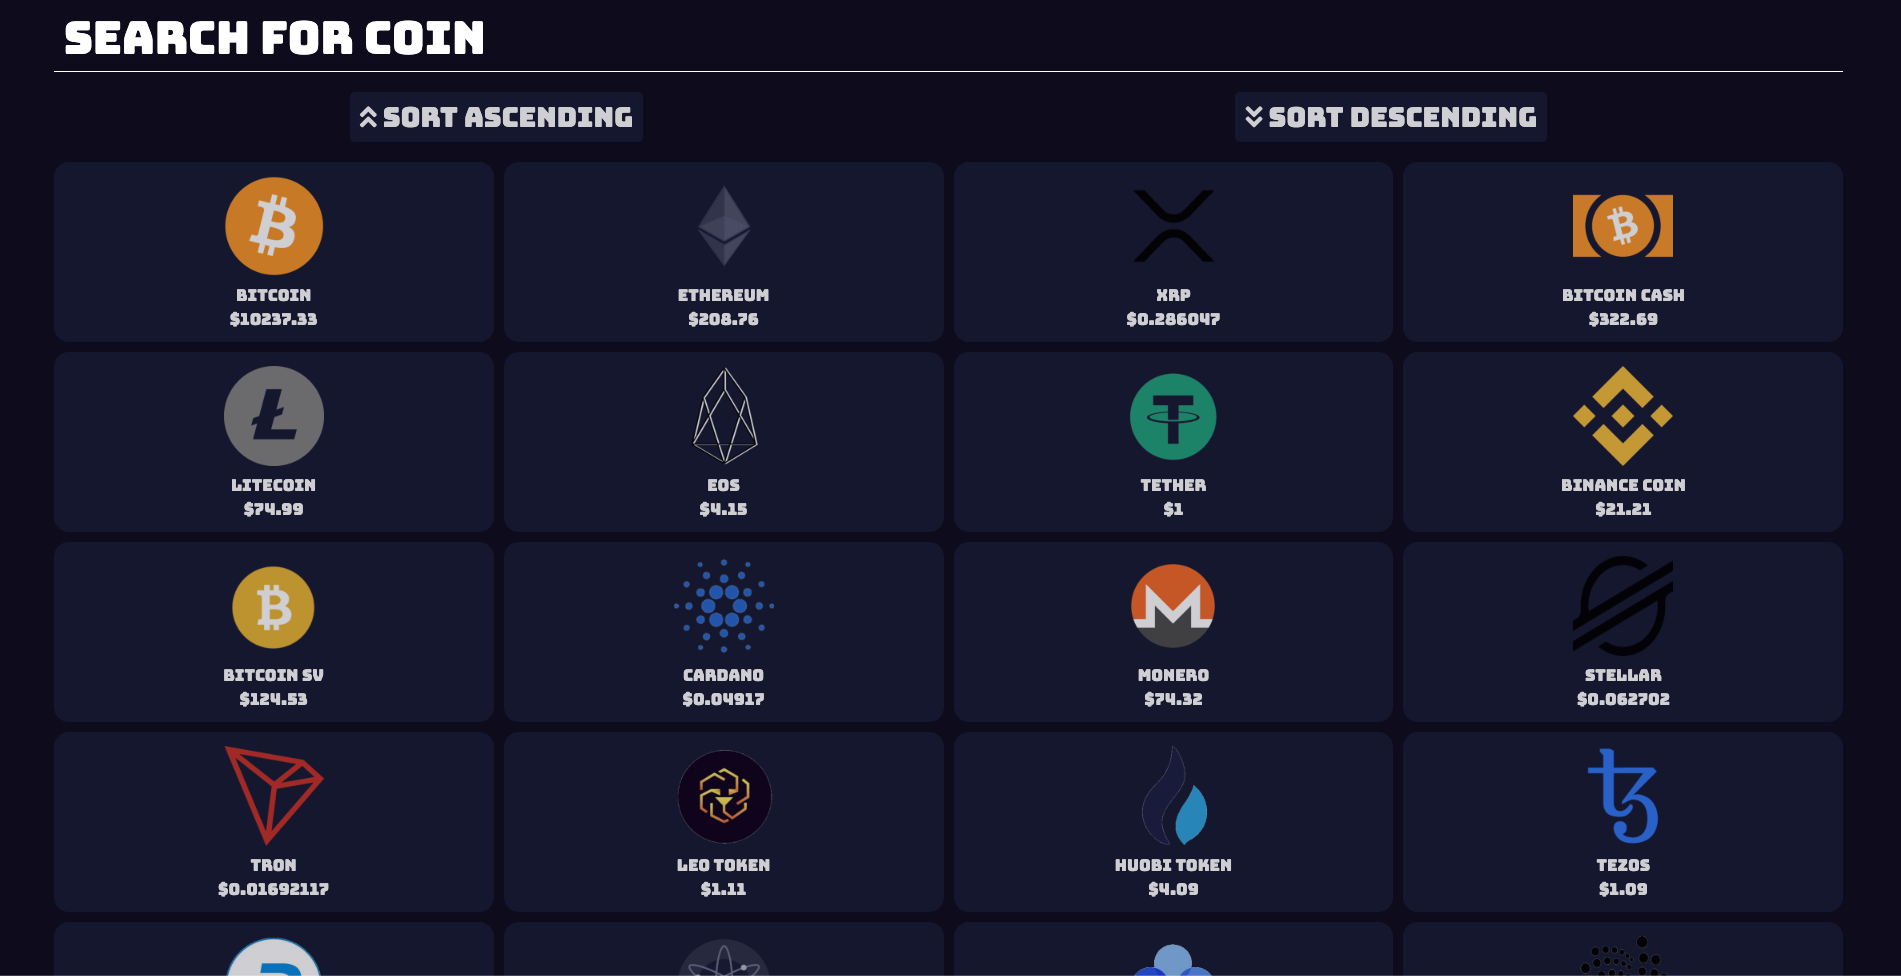 SEARCH FOR COIN
SORT ASCENDING
SORT DESCENDING
BITCOIN
$10237.33
ETHEREUM
$208.76
XRP
$0.286047
BITCOIN CASH
$322.69
LITECOIN
$74.99
EOS
$4.15
TETHER
$1
BINANCE COIN
$21.21
BITCOIN SV
$124.53
CARDANO
$0.04917
MONERO
$74.32
STELLAR
$0.062702
TRON
$0.01692117
LEO TOKEN
$1.11
HUOBI TOKEN
$4.09
TEZOS
$1.09